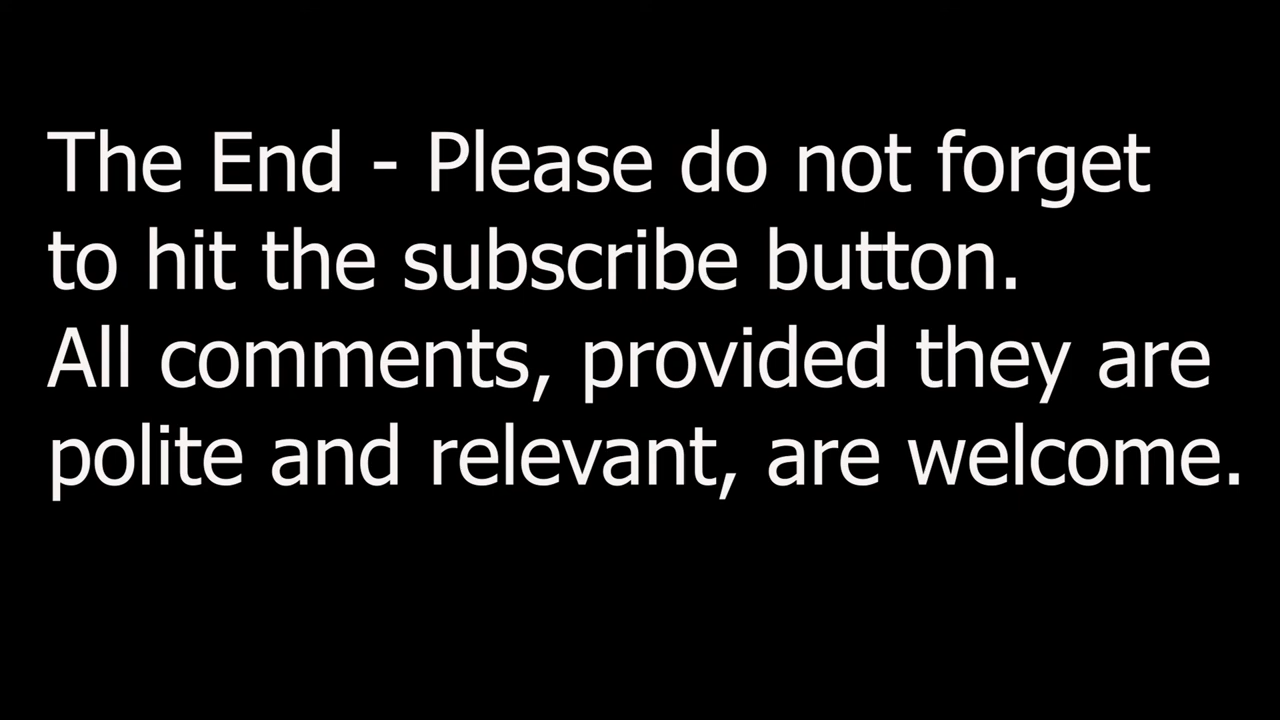 The End - Please do not forget
to hit the subscribe button.
All comments, provided they are
polite and relevant, are welcome.